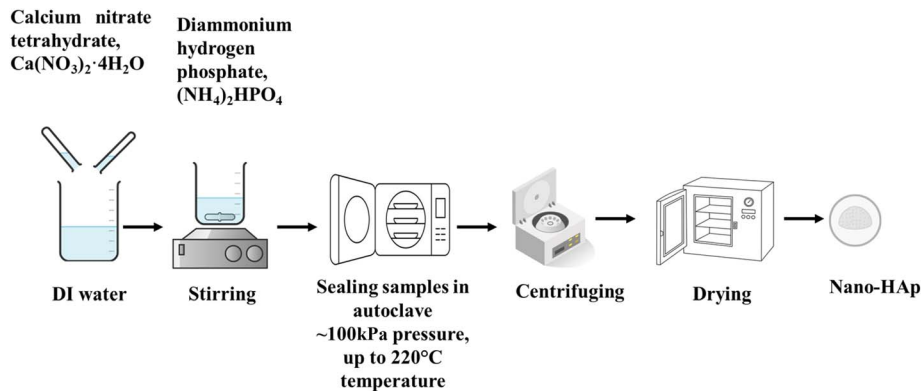 Calcium nitrate
tetrahydrate,
Ca(NO₃)₂·4H₂O
Diammonium
hydrogen
phosphate,
(NH₄)₂HPO₄
DI water
Stirring
Sealing samples in
autoclave
~100kPa pressure,
up to 220°C
temperature
Centrifuging
Drying
Nano-HAp